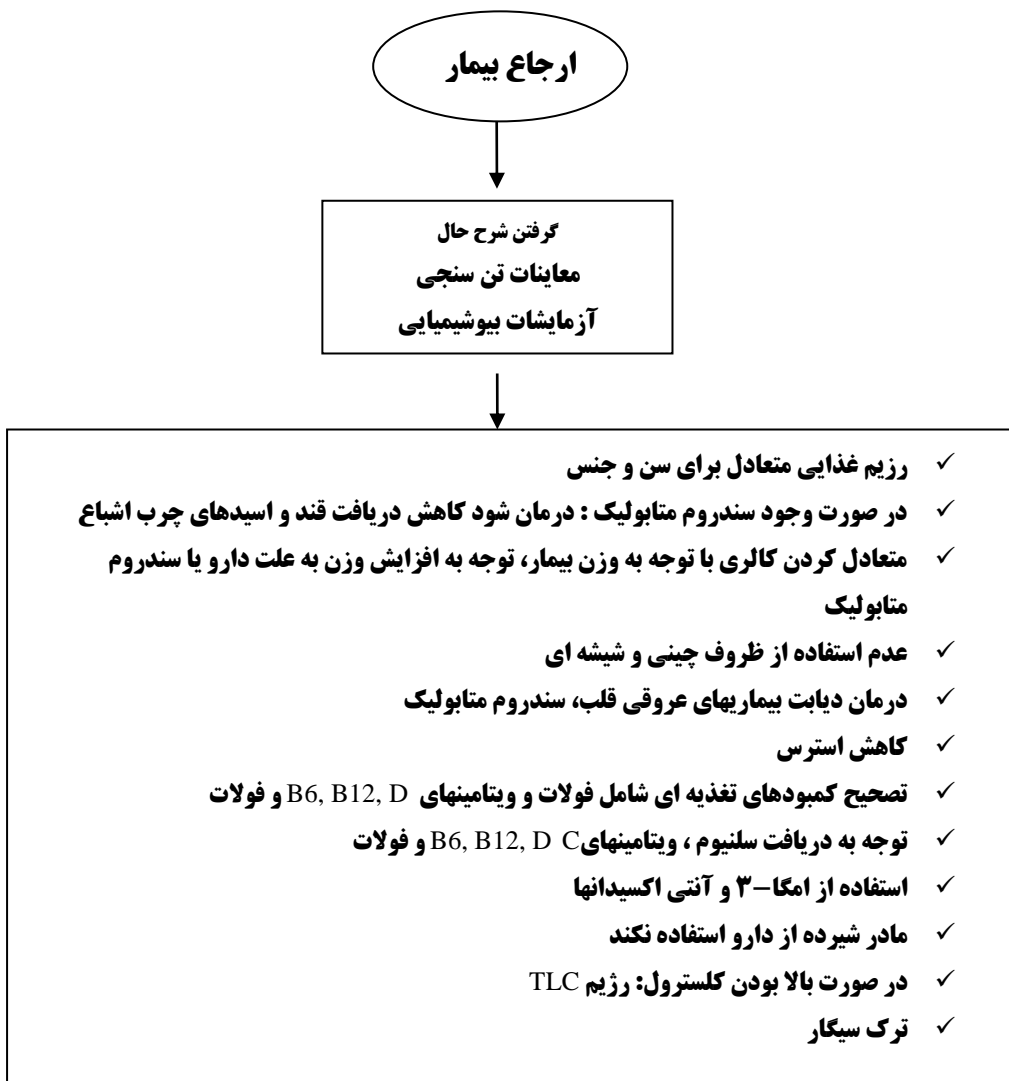 ارجاع بیمار
گرفتن شرح حال
معاینات تن سنجی
آزمایشات بیوشیمیایی
✓ رزیم غذایی متعادل برای سن و جنس
✓ در صورت وجود سندروم متابولیک : درمان شود کاهش دریافت قند و اسیدهای چرب اشباع
✓ متعادل کردن کالری با توجه به وزن بیمار، توجه به افزایش وزن به علت دارو یا سندروم
متابولیک
✓ عدم استفاده از ظروف چینی و شیشه ای
✓ درمان دیابت بیماریهای عروقی قلب، سندروم متابولیک
✓ کاهش استرس
✓ تصحیح کمبودهای تغذیه ای شامل فولات و ویتامینهای B6, B12, D و فولات
✓ توجه به دریافت سلنیوم ، ویتامینهای B6, B12, D C و فولات
✓ استفاده از امگا-۳ و آنتی اکسیدانها
✓ مادر شیرده از دارو استفاده نکند
✓ در صورت بالا بودن کلسترول: رژیم TLC
✓ ترک سیگار